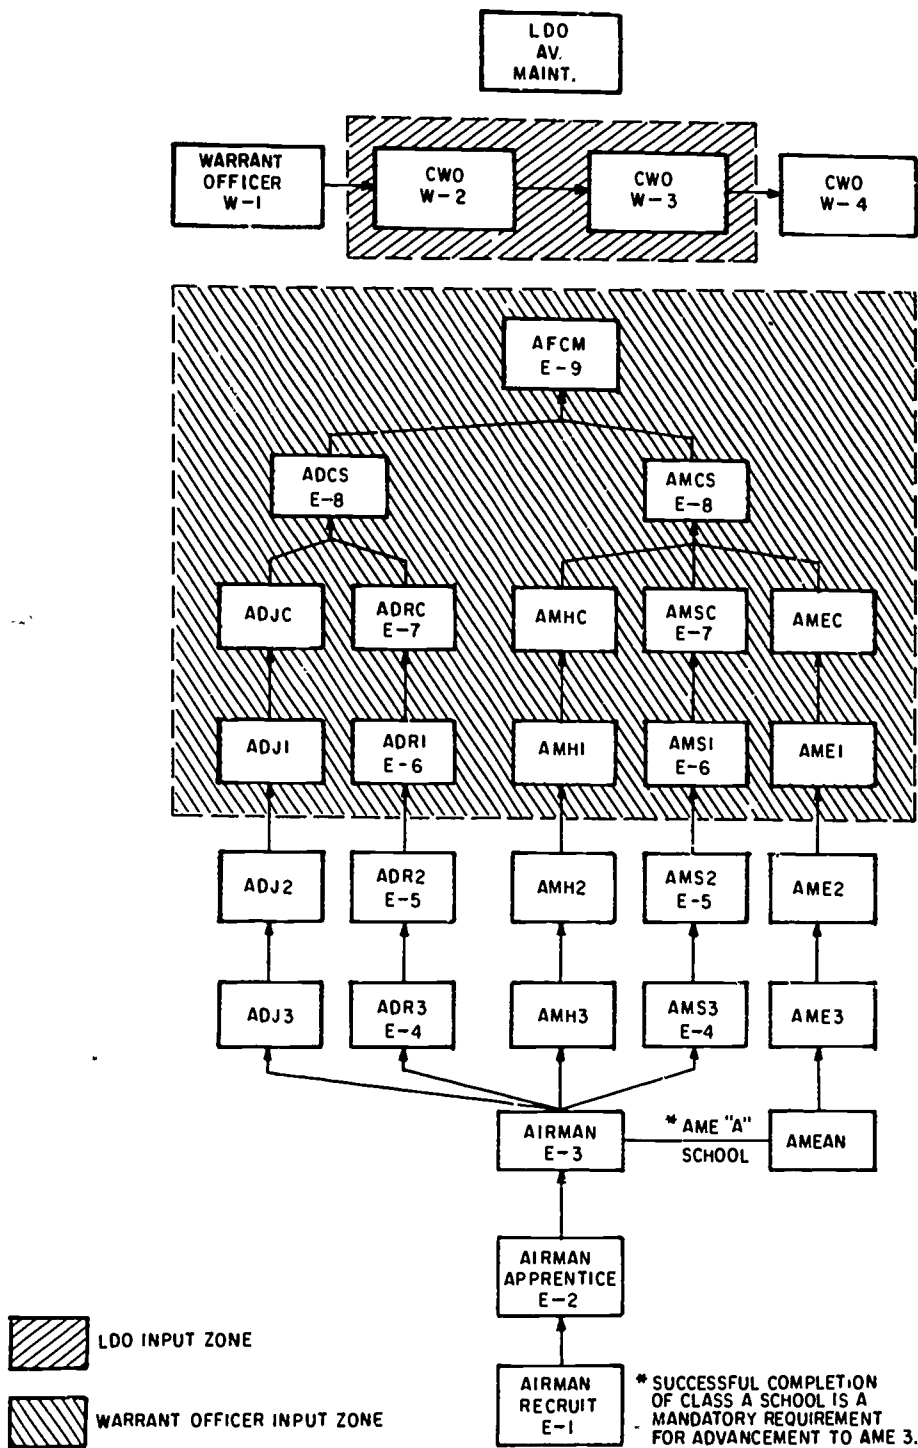 LDO
AV.
MAINT.
WARRANT
OFFICER
W-1
CWO
W-2
CWO
W-3
CWO
W-4
AFCM
E-9
ADCS
E-8
AMCS
E-8
ADJC
ADRC
E-7
AMHC
AMSC
E-7
AMEC
ADJ1
ADR1
E-6
AMH1
AMS1
E-6
AME1
ADJ2
ADR2
E-5
AMH2
AMS2
E-5
AME2
ADJ3
ADR3
E-4
AMH3
AMS3
E-4
AME3
AIRMAN
E-3
* AME "A"
SCHOOL
AMEAN
AIRMAN
APPRENTICE
E-2
LDO INPUT ZONE
WARRANT OFFICER INPUT ZONE
AIRMAN
RECRUIT
E-1
* SUCCESSFUL COMPLETION
OF CLASS A SCHOOL IS A
MANDATORY REQUIREMENT
FOR ADVANCEMENT TO AME 3.